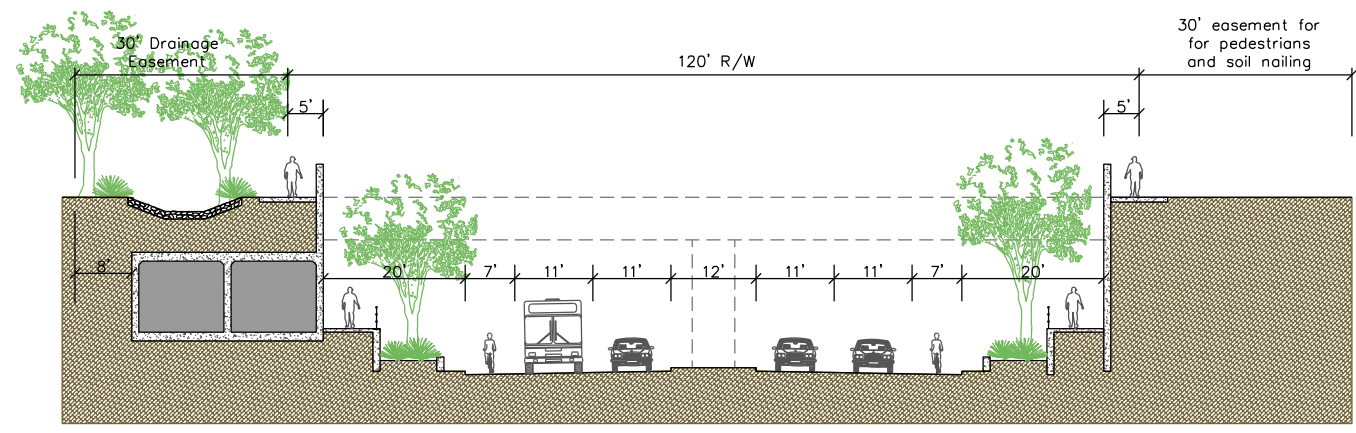 30' Drainage
Easement
120' R/W
30' easement for
for pedestrians
and soil nailing
5'
5'
8'
20'
7'
11'
11'
12'
11'
11'
7'
20'